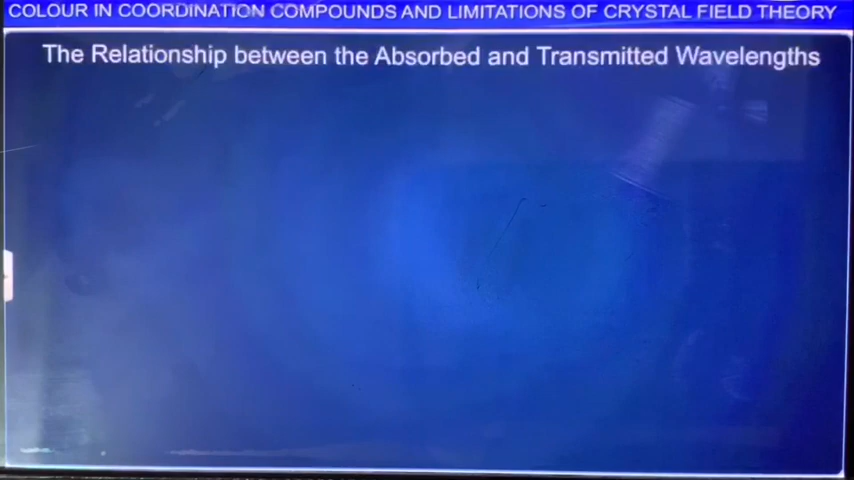 COLOUR IN COORDINATION COMPOUNDS AND LIMITATIONS OF CRYSTAL FIELD THEORY
The Relationship between the Absorbed and Transmitted Wavelengths